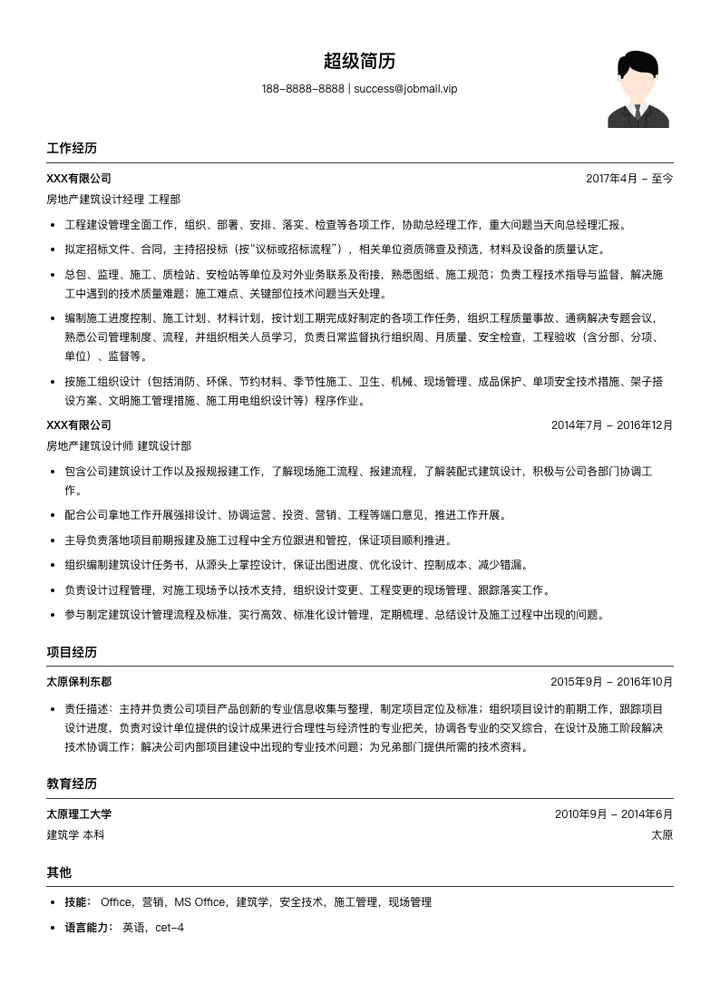 超级简历
188-8888-8888 | success@jobmail.vip
工作经历
XXX有限公司 2017年4月 – 至今
房地产建筑设计经理 工程部
• 工程建设管理全面工作，组织、部署、安排、落实、检查等各项工作，协助总经理工作，重大问题当天向总经理汇报。
• 拟定招标文件、合同，主持招投标（按“议标或招标流程”），相关单位资质筛查及预选，材料及设备的质量认定。
• 总包、监理、施工、质检站、安检站等单位及对外业务联系及衔接，熟悉图纸、施工规范；负责工程技术指导与监督，解决施
工中遇到的技术质量难题；施工难点、关键部位技术问题当天处理。
• 编制施工进度控制、施工计划、材料计划，按计划工期完成好制定的各项工作任务，组织工程质量事故、通病解决专题会议，
熟悉公司管理制度、流程，并组织相关人员学习，负责日常监督执行组织周、月质量、安全检查，工程验收（含分部、分项、
单位）、监督等。
• 按施工组织设计（包括消防、环保、节约材料、季节性施工、卫生、机械、现场管理、成品保护、单项安全技术措施、架子搭
设方案、文明施工管理措施、施工用电组织设计等）程序作业。
XXX有限公司 2014年7月 – 2016年12月
房地产建筑设计师 建筑设计部
• 包含公司建筑设计工作以及报规报建工作，了解现场施工流程、报建流程，了解装配式建筑设计，积极与公司各部门协调工
作。
• 配合公司拿地工作开展强排设计、协调运营、投资、营销、工程等端口意见，推进工作开展。
• 主导负责落地项目前期报建及施工过程中全方位跟进和管控，保证项目顺利推进。
• 组织编制建筑设计任务书，从源头上掌控设计，保证出图进度、优化设计、控制成本、减少错漏。
• 负责设计过程管理，对施工现场予以技术支持，组织设计变更、工程变更的现场管理、跟踪落实工作。
• 参与制定建筑设计管理流程及标准，实行高效、标准化设计管理，定期梳理、总结设计及施工过程中出现的问题。
项目经历
太原保利东郡 2015年9月 – 2016年10月
• 责任描述：主持并负责公司项目产品创新的专业信息收集与整理，制定项目定位及标准；组织项目设计的前期工作，跟踪项目
设计进度，负责对设计单位提供的设计成果进行合理性与经济性的专业把关，协调各专业的交叉综合，在设计及施工阶段解决
技术协调工作；解决公司内部项目建设中出现的专业技术问题；为兄弟部门提供所需的技术资料。
教育经历
太原理工大学 2010年9月 – 2014年6月
建筑学 本科 太原
其他
• 技能： Office，营销，MS Office，建筑学，安全技术，施工管理，现场管理
• 语言能力： 英语，cet-4